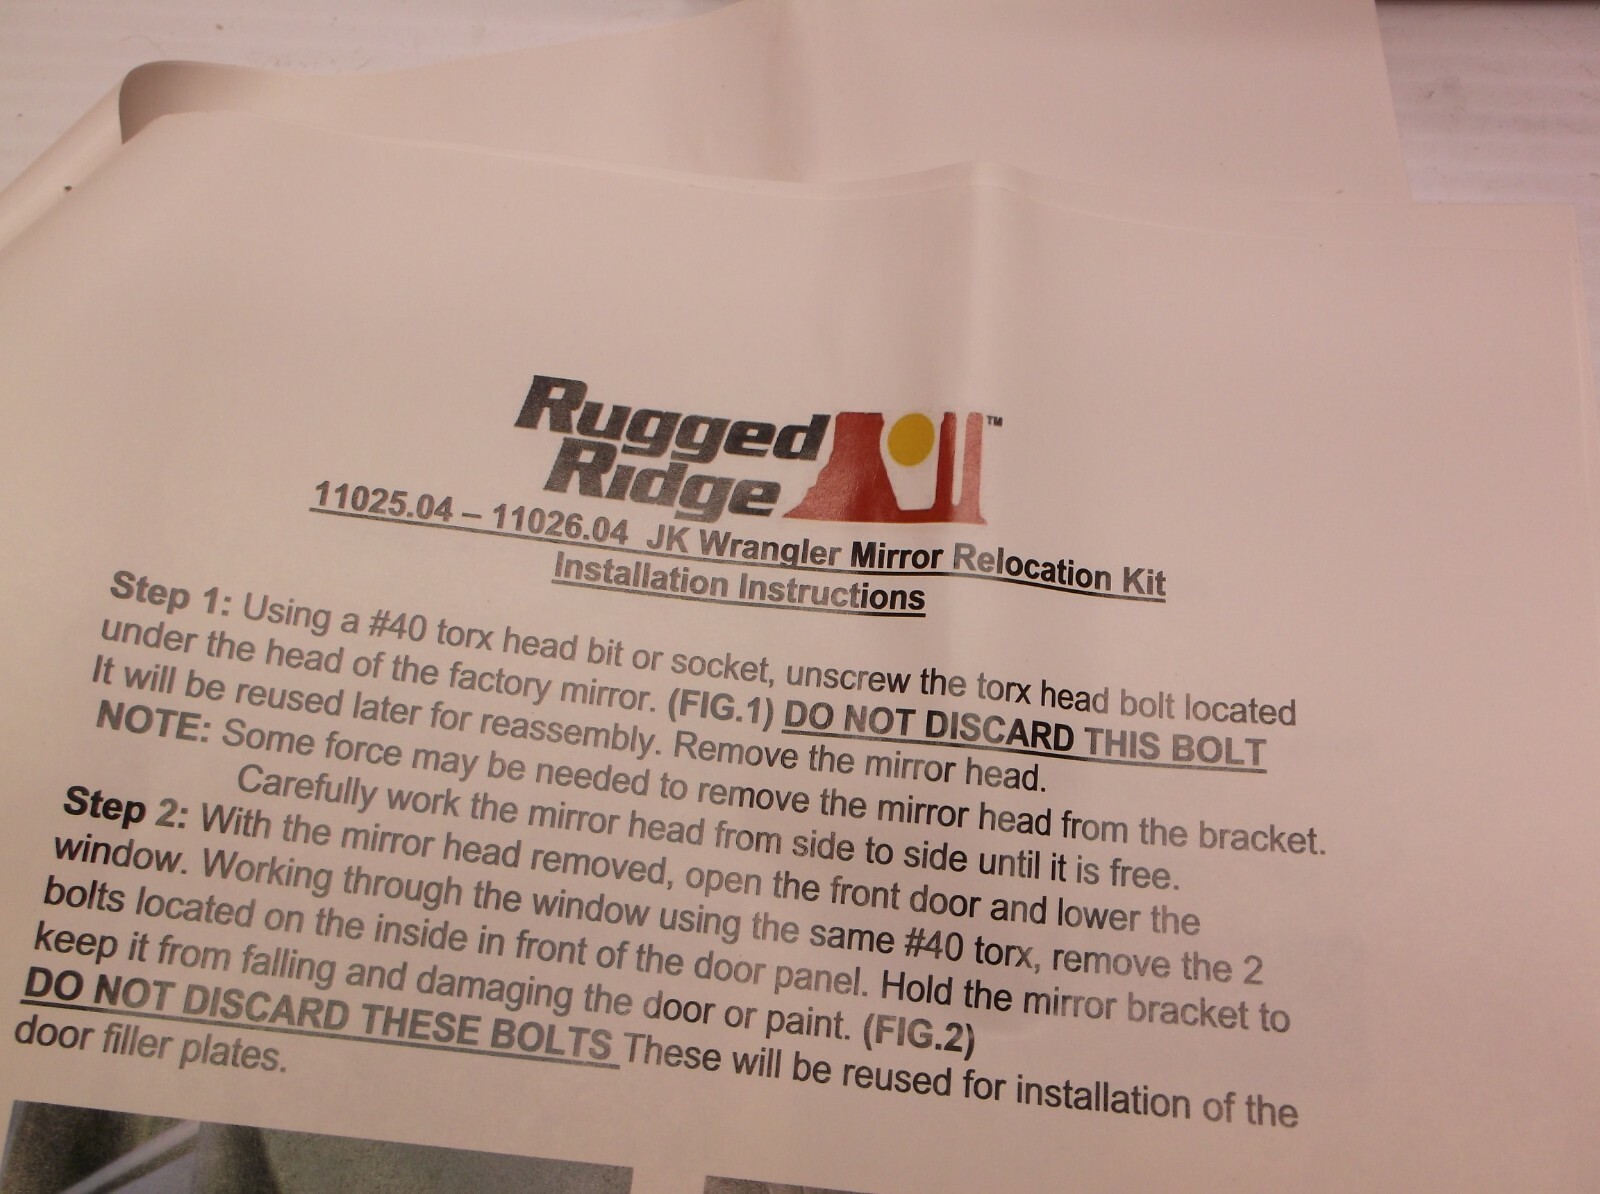 Rugged
Ridge
™
11025.04 – 11026.04 JK Wrangler Mirror Relocation Kit
Installation Instructions
Step 1: Using a #40 torx head bit or socket, unscrew the torx head bolt located
under the head of the factory mirror. (FIG.1) DO NOT DISCARD THIS BOLT
It will be reused later for reassembly. Remove the mirror head.
NOTE: Some force may be needed to remove the mirror head from the bracket.
Carefully work the mirror head from side to side until it is free.
Step 2: With the mirror head removed, open the front door and lower the
window. Working through the window using the same #40 torx, remove the 2
bolts located on the inside in front of the door panel. Hold the mirror bracket to
keep it from falling and damaging the door or paint. (FIG.2)
DO NOT DISCARD THESE BOLTS These will be reused for installation of the
door filler plates.